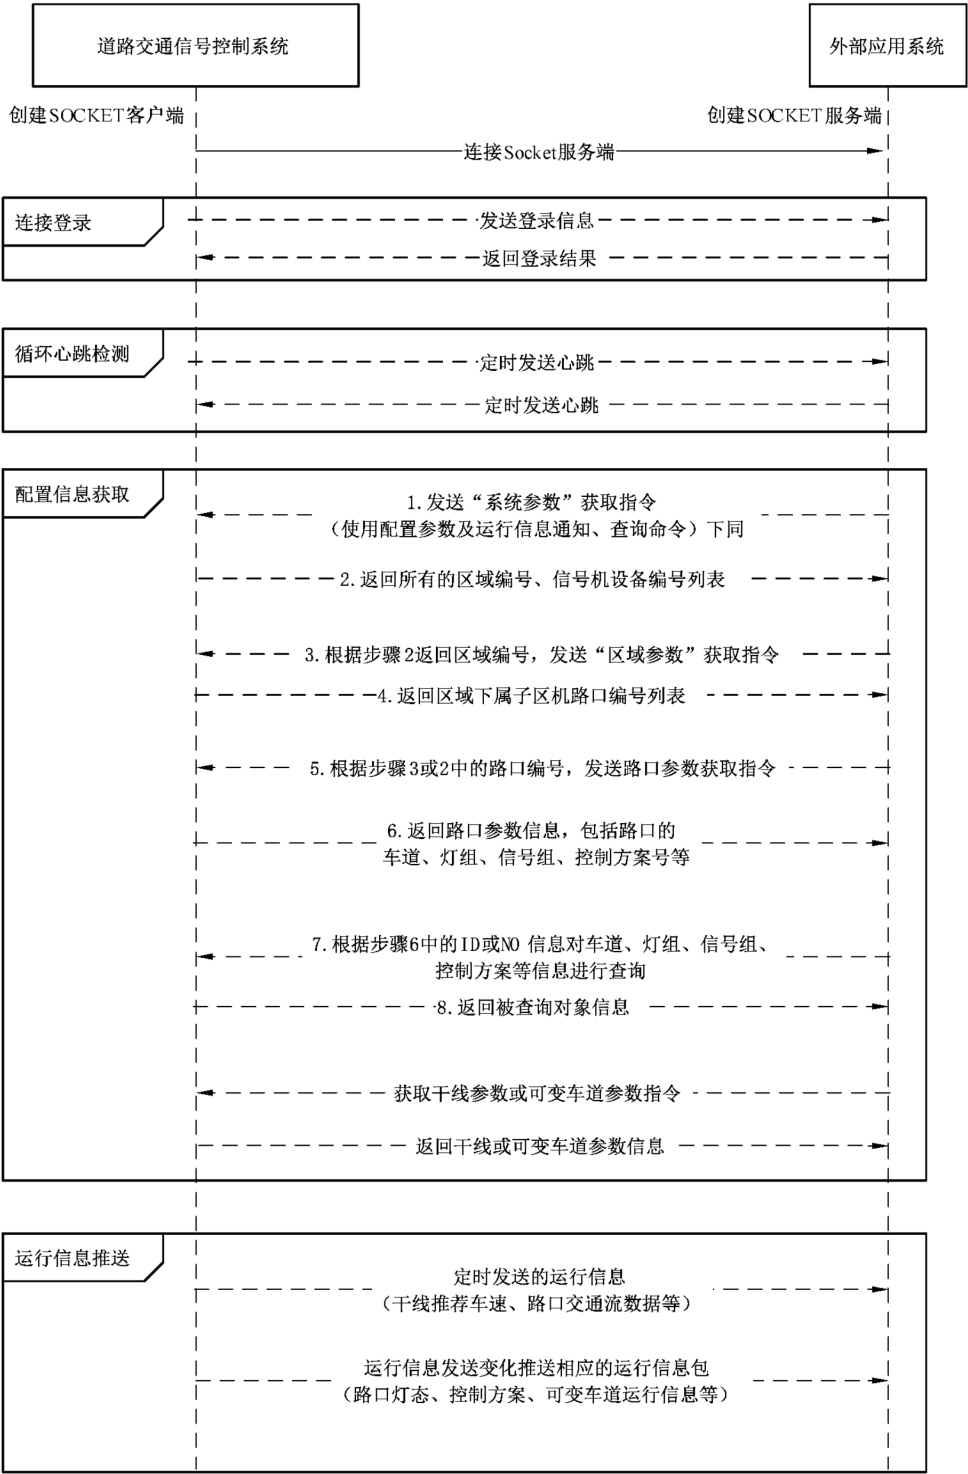 道路交通信号控制系统
外部应用系统
创建SOCKET客户端
创建SOCKET服务端
连接Socket服务端
连接登录
发送登录信息
返回登录结果
循环心跳检测
定时发送心跳
定时发送心跳
配置信息获取
1.发送“系统参数”获取指令
(使用配置参数及运行信息通知、查询命令)下同
2.返回所有的区域编号、信号机设备编号列表
3.根据步骤2返回区域编号，发送“区域参数”获取指令
4.返回区域下属子区机路口编号列表
5.根据步骤3或2中的路口编号，发送路口参数获取指令
6.返回路口参数信息，包括路口的
车道、灯组、信号组、控制方案号等
7.根据步骤6中的ID或NO 信息对车道、灯组、信号组、
控制方案等信息进行查询
8.返回被查询对象信息
获取干线参数或可变车道参数指令
返回干线或可变车道参数信息
运行信息推送
定时发送的运行信息
(干线推荐车速、路口交通流数据等)
运行信息发送变化推送相应的运行信息包
(路口灯态、控制方案、可变车道运行信息等)